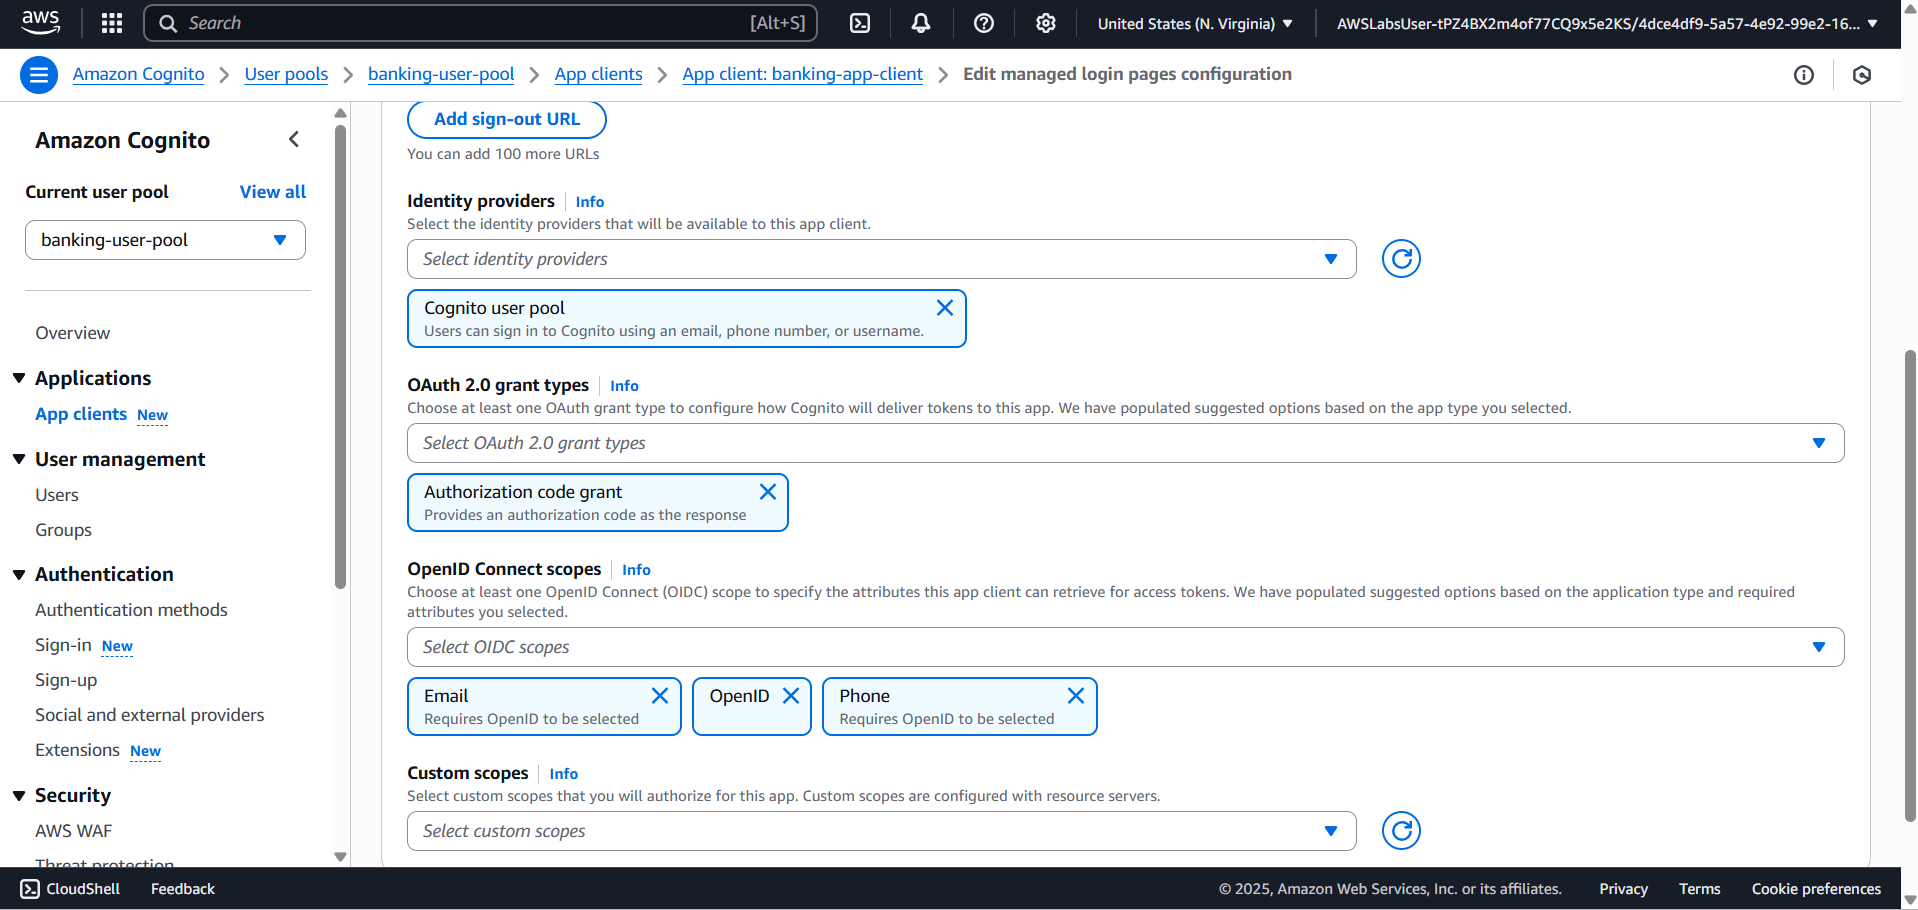 aws
Search
[Alt+S]
United States (N. Virginia)
AWSLabsUser-tPZ4BX2m4of77CQ9x5e2KS/4dce4df9-5a57-4e92-99e2-16...
Amazon Cognito
User pools
banking-user-pool
App clients
App client: banking-app-client
Edit managed login pages configuration
Amazon Cognito
Current user pool
View all
banking-user-pool
Overview
Applications
App clients New
User management
Users
Groups
Authentication
Authentication methods
Sign-in New
Sign-up
Social and external providers
Extensions New
Security
AWS WAF
Threat protection
Add sign-out URL
You can add 100 more URLs
Identity providers Info
Select the identity providers that will be available to this app client.
Select identity providers
Cognito user pool
Users can sign in to Cognito using an email, phone number, or username.
OAuth 2.0 grant types Info
Choose at least one OAuth grant type to configure how Cognito will deliver tokens to this app. We have populated suggested options based on the app type you selected.
Select OAuth 2.0 grant types
Authorization code grant
Provides an authorization code as the response
OpenID Connect scopes Info
Choose at least one OpenID Connect (OIDC) scope to specify the attributes this app client can retrieve for access tokens. We have populated suggested options based on the application type and required
attributes you selected.
Select OIDC scopes
Email
Requires OpenID to be selected
OpenID
Phone
Requires OpenID to be selected
Custom scopes Info
Select custom scopes that you will authorize for this app. Custom scopes are configured with resource servers.
Select custom scopes
CloudShell
Feedback
© 2025, Amazon Web Services, Inc. or its affiliates.
Privacy
Terms
Cookie preferences